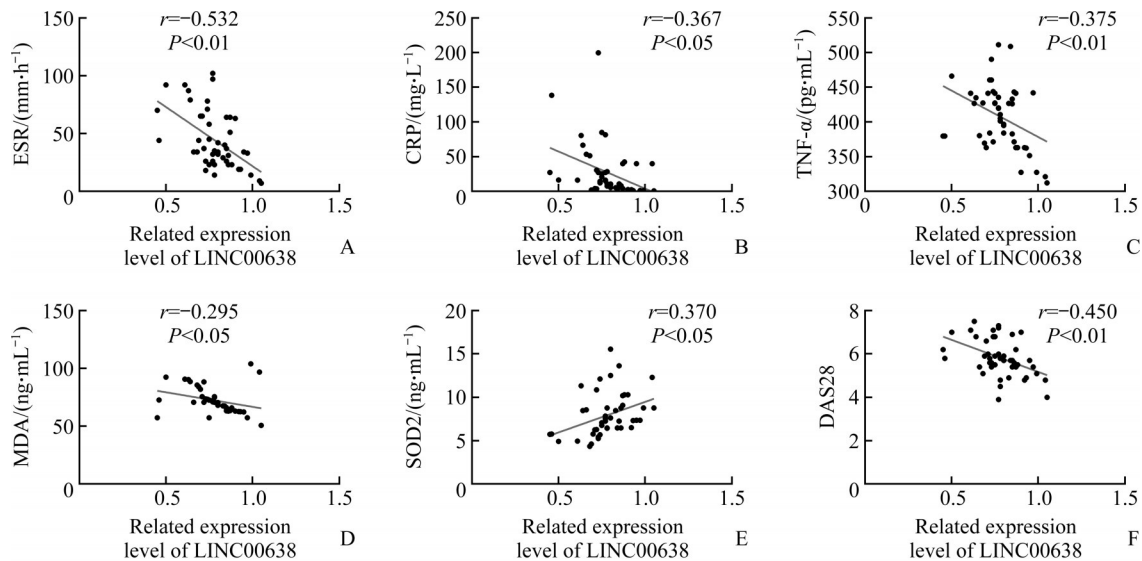 150
100
50
0
ESR/(mm·h⁻¹)
r=−0.532
P<0.01
0.5
1.0
1.5
Related expression
level of LINC00638
A
250
200
150
100
50
0
CRP/(mg·L⁻¹)
r=−0.367
P<0.05
0.5
1.0
1.5
Related expression
level of LINC00638
B
550
500
450
400
350
300
TNF-α/(pg·mL⁻¹)
r=−0.375
P<0.01
0
0.5
1.0
1.5
Related expression
level of LINC00638
C
150
100
50
0
MDA/(ng·mL⁻¹)
r=−0.295
P<0.05
0.5
1.0
1.5
Related expression
level of LINC00638
D
20
15
10
5
0
SOD2/(ng·mL⁻¹)
r=0.370
P<0.05
0.5
1.0
1.5
Related expression
level of LINC00638
E
8
6
4
2
0
DAS28
r=−0.450
P<0.01
0.5
1.0
1.5
Related expression
level of LINC00638
F